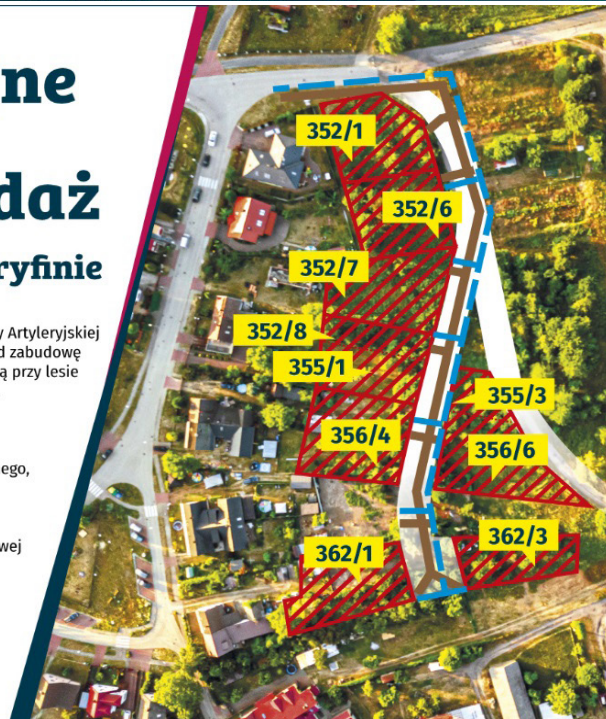 ne
daż
ryfinie
y Artyleryjskiej
d zabudowę
ą przy lesie
ego,
wej
352/1
352/6
352/7
352/8
355/1
355/3
356/4
356/6
362/1
362/3